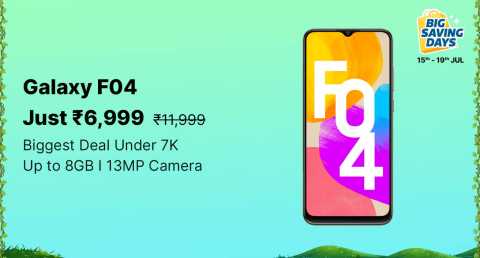 BIG
SAVING
DAYS
15th - 19th JUL
Galaxy F04
Just ₹6,999 ₹11,999
Biggest Deal Under 7K
Up to 8GB I 13MP Camera
F04